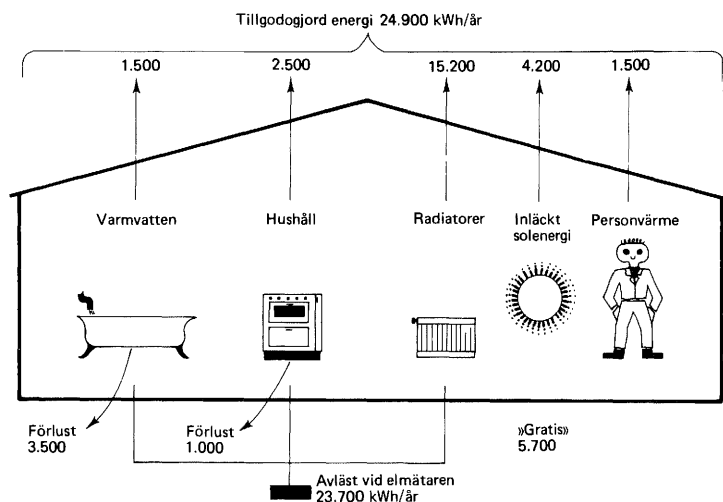 Tillgodogjord energi 24.900 kWh/år
1.500 2.500 15.200 4.200 1.500
Varmvatten Hushåll Radiatorer Inläckt solenergi Personvärme
Förlust
3.500
Förlust
1.000
»Gratis»
5.700
Avläst vid elmätaren
23.700 kWh/år